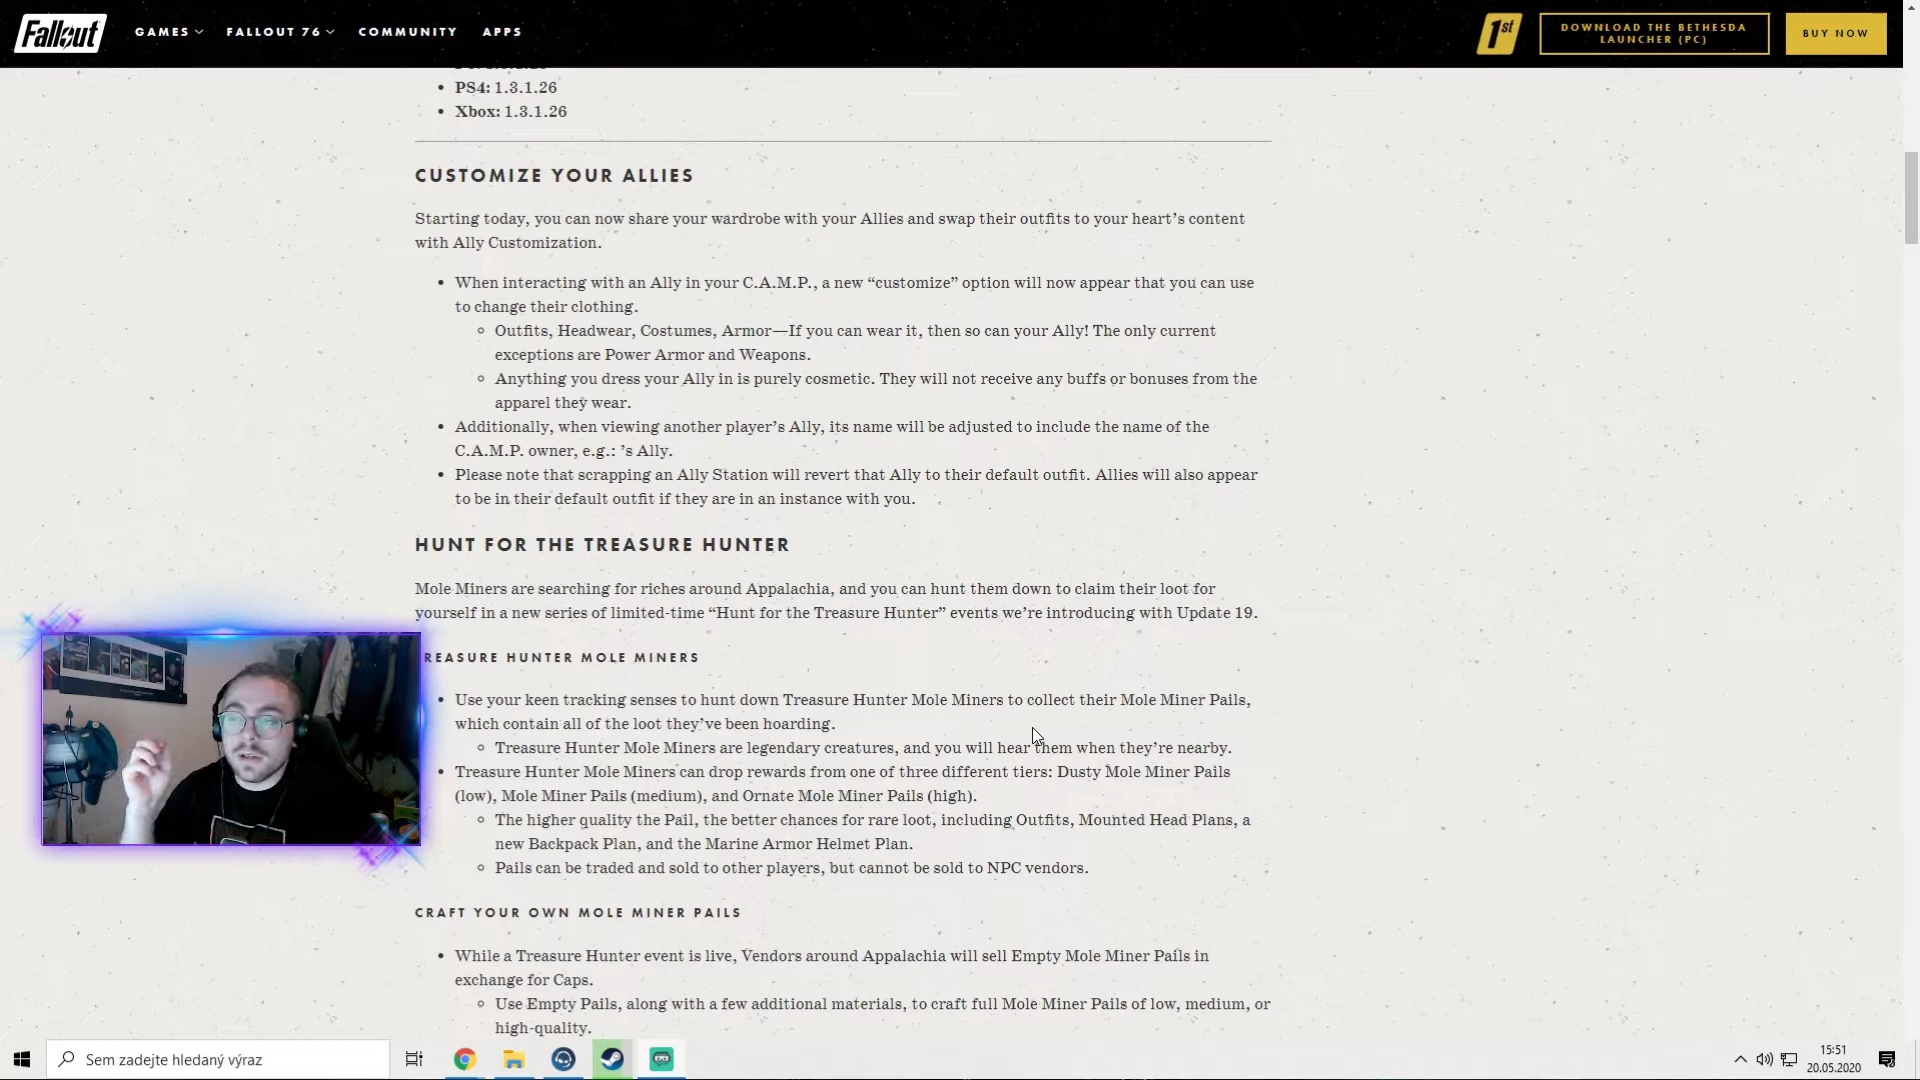 Fallout
GAMES
FALLOUT 76
COMMUNITY
APPS
1st
DOWNLOAD THE BETHESDA
LAUNCHER (PC)
BUY NOW
• PS4: 1.3.1.26
• Xbox: 1.3.1.26
CUSTOMIZE YOUR ALLIES
Starting today, you can now share your wardrobe with your Allies and swap their outfits to your heart’s content
with Ally Customization.
• When interacting with an Ally in your C.A.M.P., a new “customize” option will now appear that you can use
to change their clothing.
◦ Outfits, Headwear, Costumes, Armor—If you can wear it, then so can your Ally! The only current
exceptions are Power Armor and Weapons.
◦ Anything you dress your Ally in is purely cosmetic. They will not receive any buffs or bonuses from the
apparel they wear.
• Additionally, when viewing another player’s Ally, its name will be adjusted to include the name of the
C.A.M.P. owner, e.g.: ’s Ally.
• Please note that scrapping an Ally Station will revert that Ally to their default outfit. Allies will also appear
to be in their default outfit if they are in an instance with you.
HUNT FOR THE TREASURE HUNTER
Mole Miners are searching for riches around Appalachia, and you can hunt them down to claim their loot for
yourself in a new series of limited-time “Hunt for the Treasure Hunter” events we’re introducing with Update 19.
REASURE HUNTER MOLE MINERS
• Use your keen tracking senses to hunt down Treasure Hunter Mole Miners to collect their Mole Miner Pails,
which contain all of the loot they’ve been hoarding.
◦ Treasure Hunter Mole Miners are legendary creatures, and you will hear them when they’re nearby.
• Treasure Hunter Mole Miners can drop rewards from one of three different tiers: Dusty Mole Miner Pails
(low), Mole Miner Pails (medium), and Ornate Mole Miner Pails (high).
◦ The higher quality the Pail, the better chances for rare loot, including Outfits, Mounted Head Plans, a
new Backpack Plan, and the Marine Armor Helmet Plan.
◦ Pails can be traded and sold to other players, but cannot be sold to NPC vendors.
CRAFT YOUR OWN MOLE MINER PAILS
• While a Treasure Hunter event is live, Vendors around Appalachia will sell Empty Mole Miner Pails in
exchange for Caps.
◦ Use Empty Pails, along with a few additional materials, to craft full Mole Miner Pails of low, medium, or
high-quality.
Sem zadejte hledaný výraz
15:51
20.05.2020